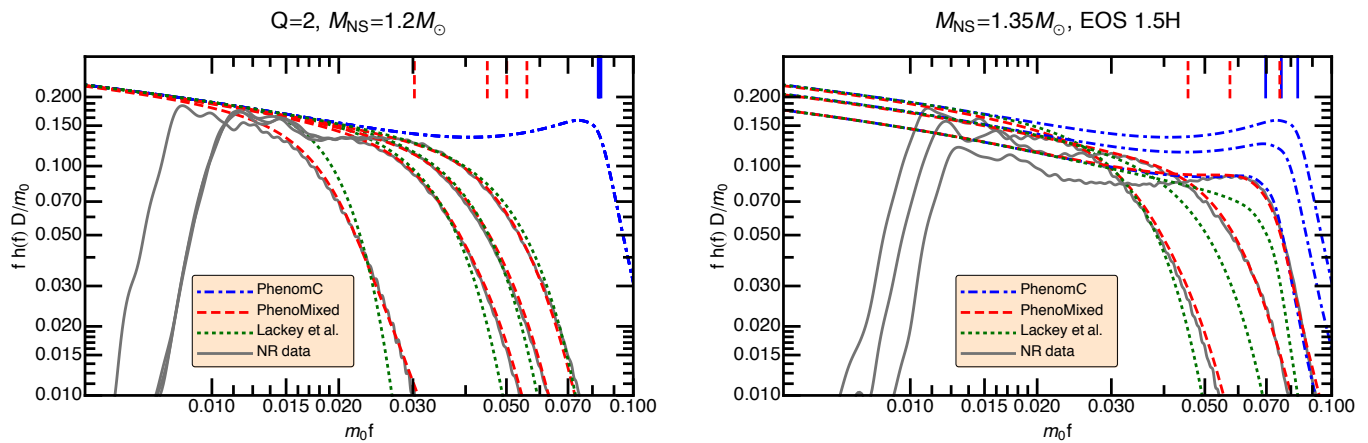 Q=2, M_NS=1.2M_⊙
f h(f) D/m₀
0.200
0.150
0.100
0.070
0.050
0.030
0.020
0.015
0.010
PhenomC
PhenoMixed
Lackey et al.
NR data
0.010 0.015 0.020 0.030 0.050 0.070 0.100
m₀f
M_NS=1.35M_⊙, EOS 1.5H
0.200
0.150
0.100
0.070
0.050
0.030
0.020
0.015
0.010
PhenomC
PhenoMixed
Lackey et al.
NR data
0.010 0.015 0.020 0.030 0.050 0.070 0.100
m₀f